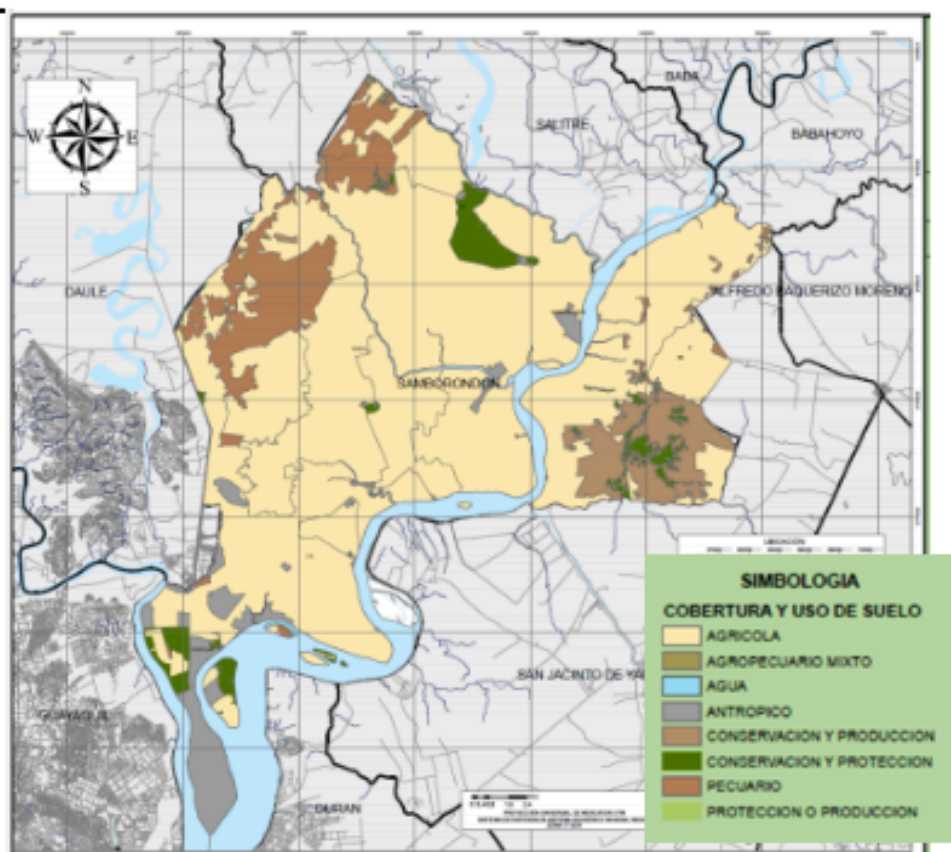 N
W E
S
BABA
SALITRE
BABAHOYO
DAULE
ALFREDO BAQUERIZO MORENO
SAMBORONDON
UBICACIÓN
SIMBOLOGIA
COBERTURA Y USO DE SUELO
AGRICOLA
AGROPECUARIO MIXTO
AGUA
ANTROPICO
CONSERVACION Y PRODUCCION
CONSERVACION Y PROTECCION
PECUARIO
PROTECCION O PRODUCCION
SAN JACINTO DE YA
GUAYAQUIL
DURAN